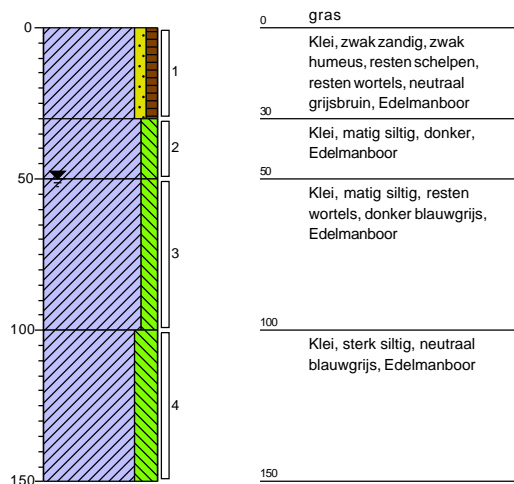 0
50
100
150
1
2
3
4
0
gras
Klei, zwak zandig, zwak
humeus, resten schelpen,
resten wortels, neutraal
grijsbruin, Edelmanboor
30
Klei, matig siltig, donker,
Edelmanboor
50
Klei, matig siltig, resten
wortels, donker blauwgrijs,
Edelmanboor
100
Klei, sterk siltig, neutraal
blauwgrijs, Edelmanboor
150